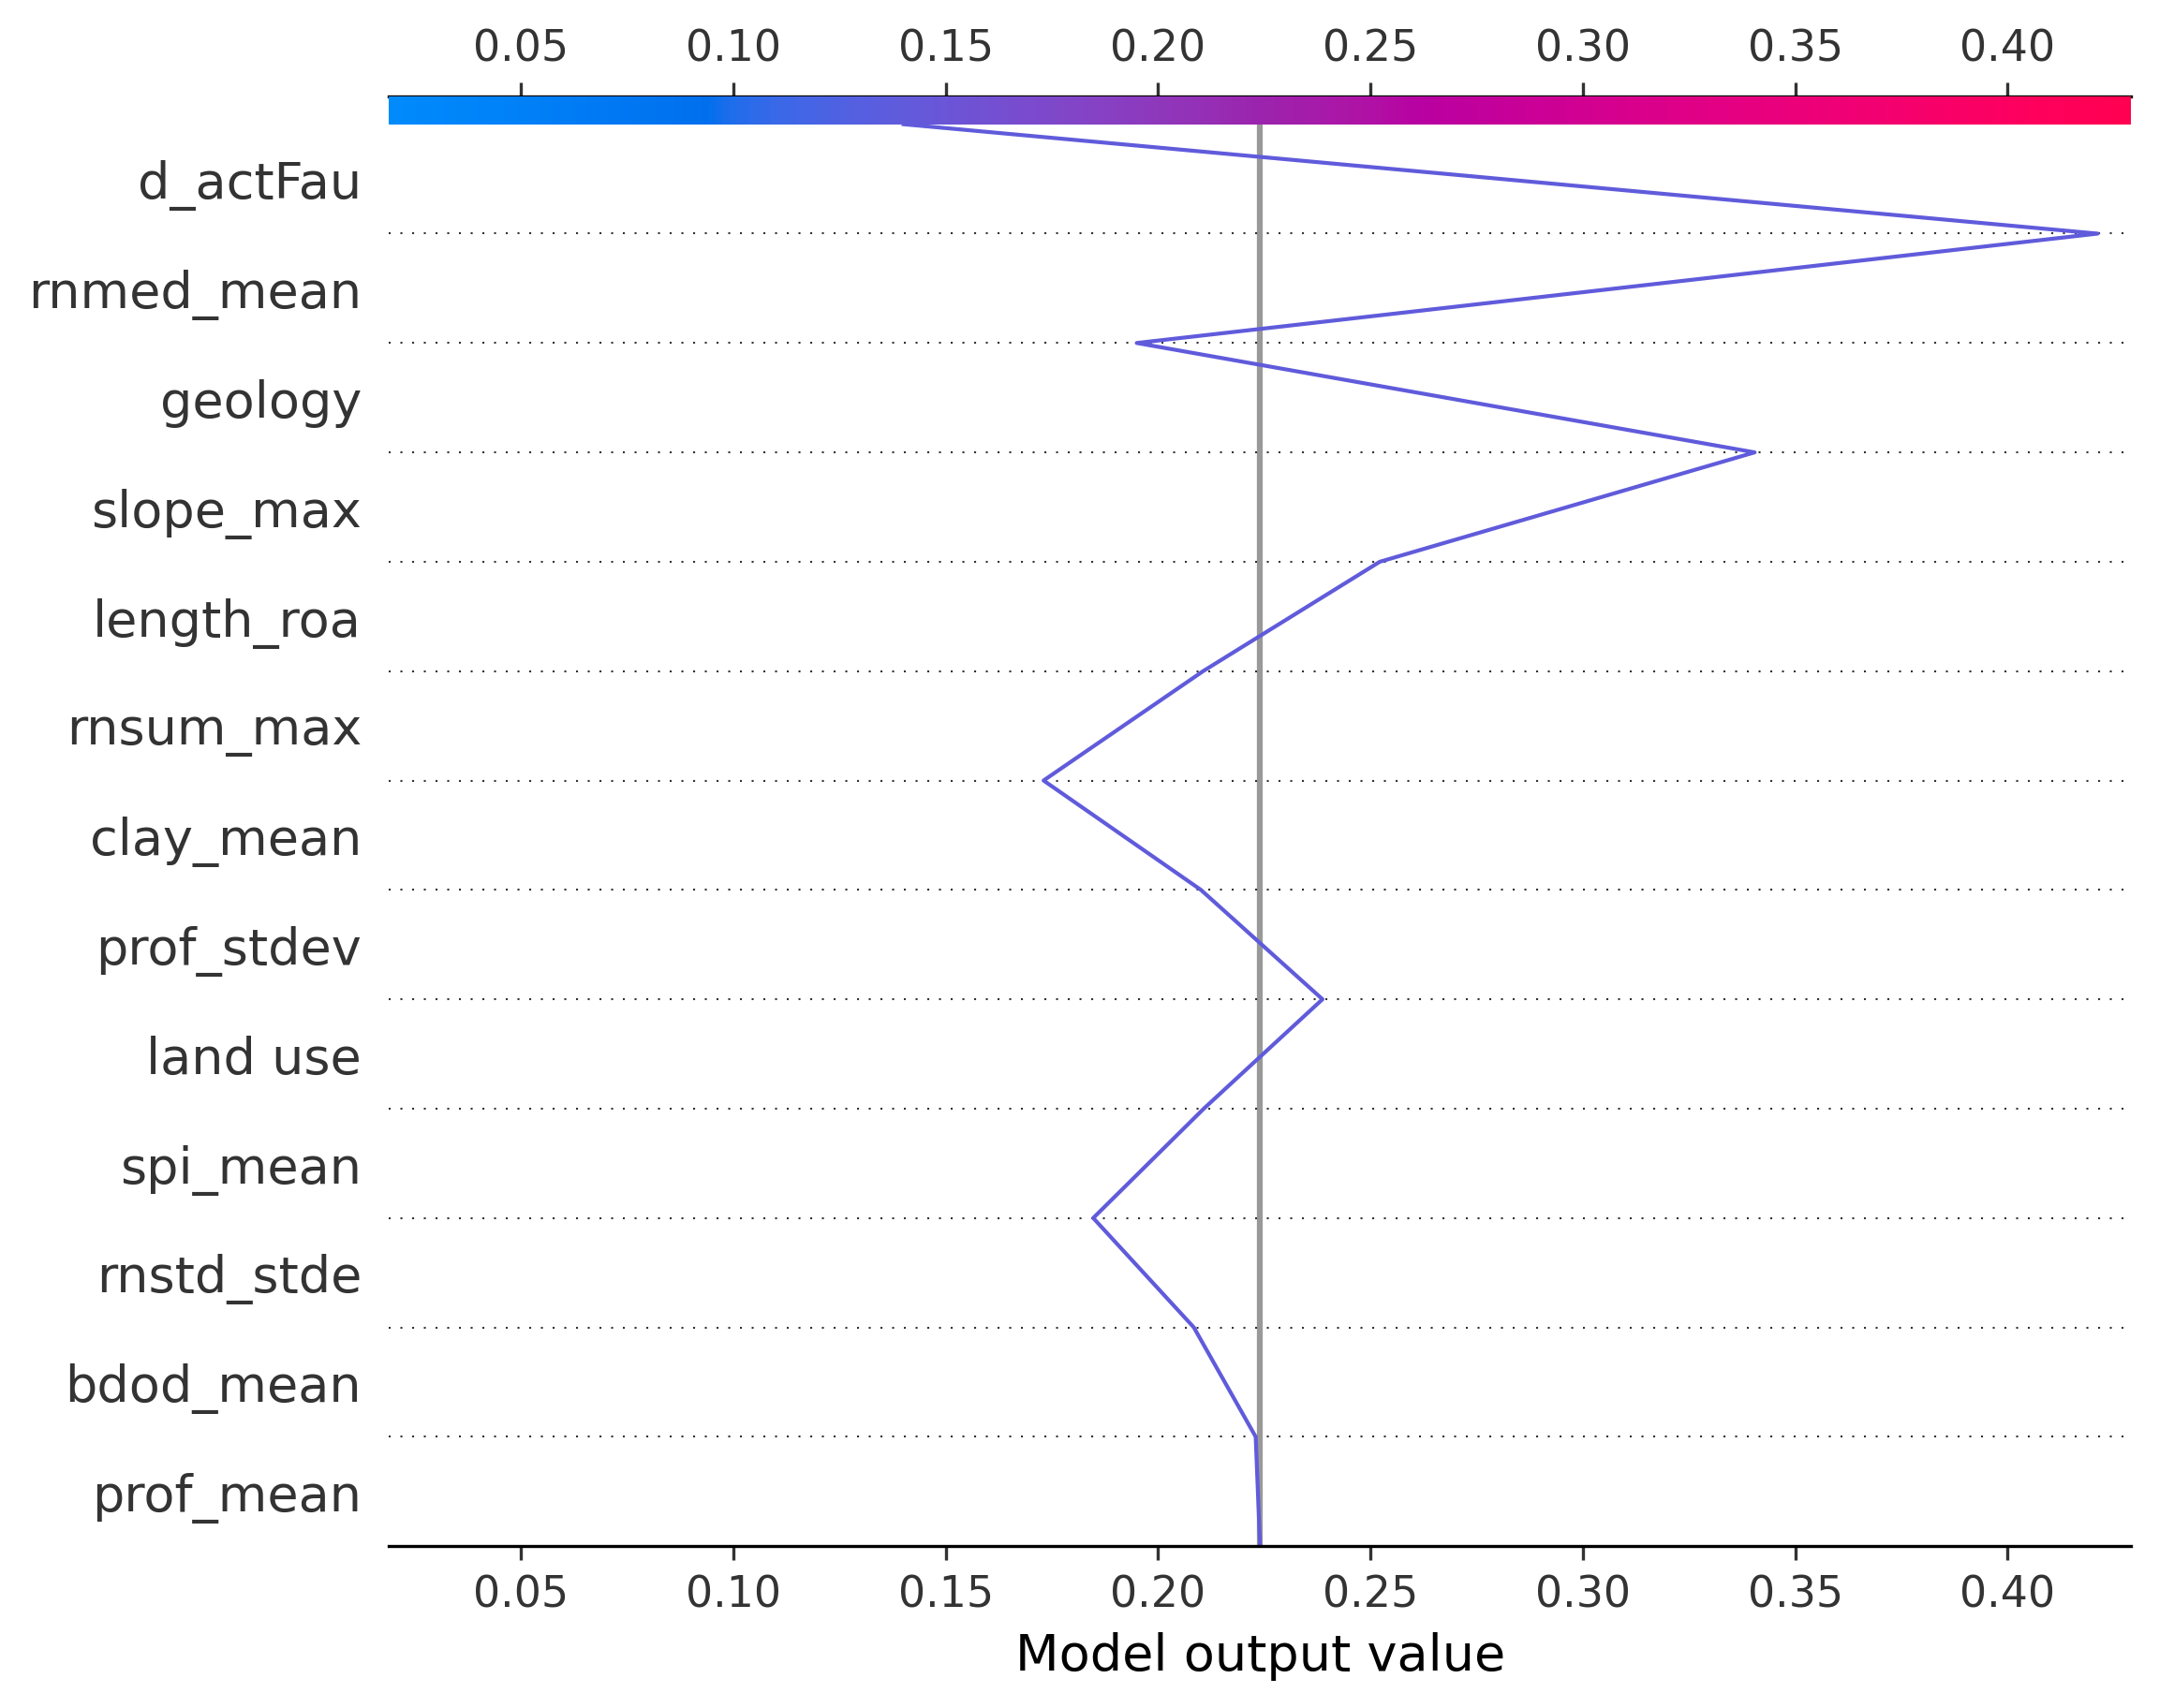 0.05 0.10 0.15 0.20 0.25 0.30 0.35 0.40
d_actFau
rnmed_mean
geology
slope_max
length_roa
rnsum_max
clay_mean
prof_stdev
land use
spi_mean
rnstd_stde
bdod_mean
prof_mean
0.05 0.10 0.15 0.20 0.25 0.30 0.35 0.40
Model output value